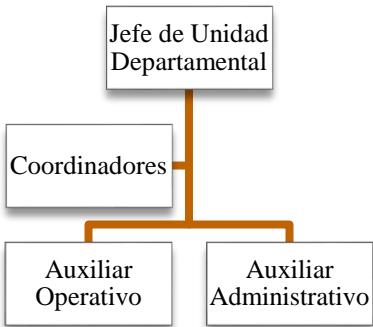 Jefe de Unidad
Departamental
Coordinadores
Auxiliar
Operativo
Auxiliar
Administrativo